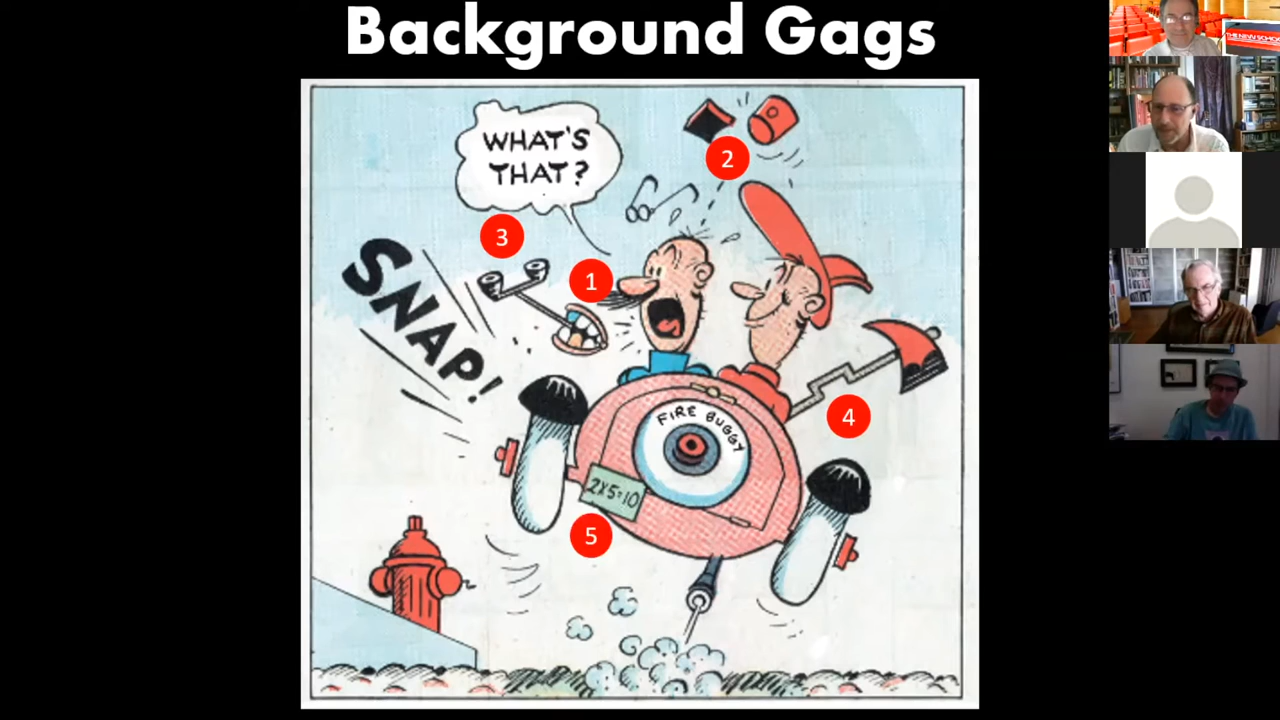 Background Gags
THE NEW SCHOOL
WHAT'S
THAT?
2
3
1
SNAP!
4
FIRE BUGGY
2X5=10
5